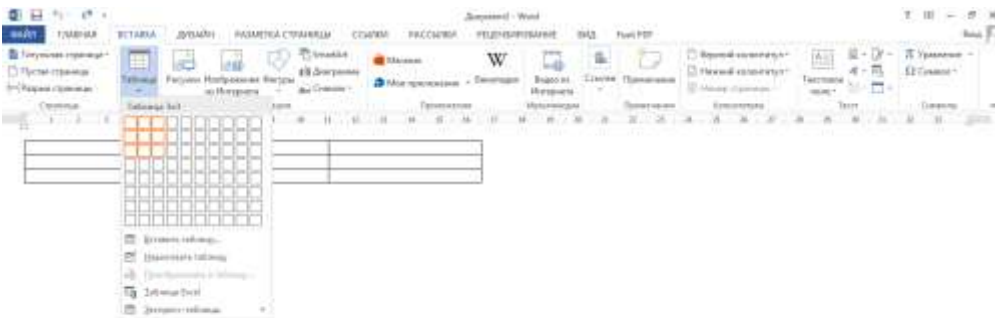 Документ1 - Word
ФАЙЛ ГЛАВНАЯ ВСТАВКА ДИЗАЙН РАЗМЕТКА СТРАНИЦЫ ССЫЛКИ РАССЫЛКИ РЕЦЕНЗИРОВАНИЕ ВИД Foxit PDF Вход
Титульная страница
Пустая страница
Разрыв страницы
Страницы
Таблица
Рисунки
Изображения из Интернета
Фигуры
SmartArt
Диаграмма
Снимок
Магазин
Мои приложения
Приложения
Википедия
Видео из Интернета
Мультимедиа
Ссылки
Примечание
Примечания
Верхний колонтитул
Нижний колонтитул
Номер страницы
Колонтитулы
Текстовое поле
Текст
Уравнение
Символ
Символы
Таблица 3x3
Вставить таблицу...
Нарисовать таблицу
Преобразовать в таблицу...
Таблица Excel
Экспресс-таблицы